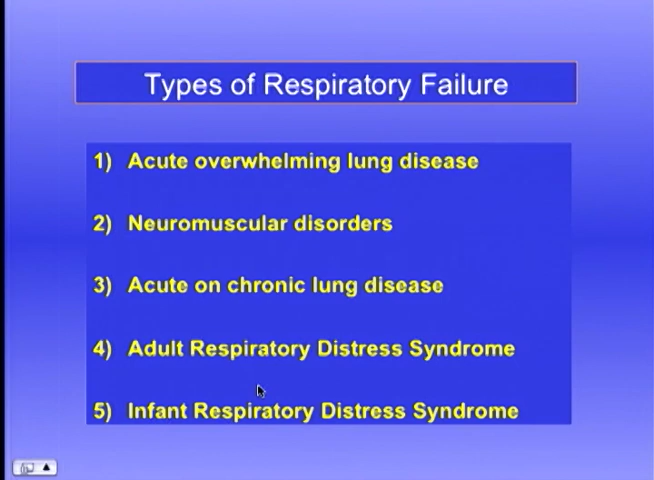 Types of Respiratory Failure
1) Acute overwhelming lung disease
2) Neuromuscular disorders
3) Acute on chronic lung disease
4) Adult Respiratory Distress Syndrome
5) Infant Respiratory Distress Syndrome